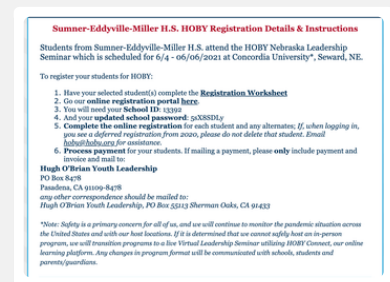 Sumner-Eddyville-Miller H.S. HOBY Registration Details & Instructions
Students from Sumner-Eddyville-Miller H.S. attend the HOBY Nebraska Leadership
Seminar which is scheduled for 6/4 - 06/06/2021 at Concordia University*, Seward, NE.
To register your students for HOBY:
1. Have your selected student(s) complete the Registration Worksheet
2. Go our online registration portal here.
3. You will need your School ID: 13392
4. And your updated school password: 51X8SDLy
5. Complete the online registration for each student and any alternates; If, when logging in,
you see a deferred registration from 2020, please do not delete that student. Email
hoby@hoby.org for assistance.
6. Process payment for your students. If mailing a payment, please only include payment and
invoice and mail to:
Hugh O'Brian Youth Leadership
PO Box 8478
Pasadena, CA 91109-8478
any other correspondence should be mailed to:
Hugh O'Brian Youth Leadership, PO Box 55113 Sherman Oaks, CA 91433
*Note: Safety is a primary concern for all of us, and we will continue to monitor the pandemic situation across
the United States and with our host locations. If it is determined that we cannot safely host an in-person
program, we will transition programs to a live Virtual Leadership Seminar utilizing HOBY Connect, our online
learning platform. Any changes in program format will be communicated with schools, students and
parents/guardians.